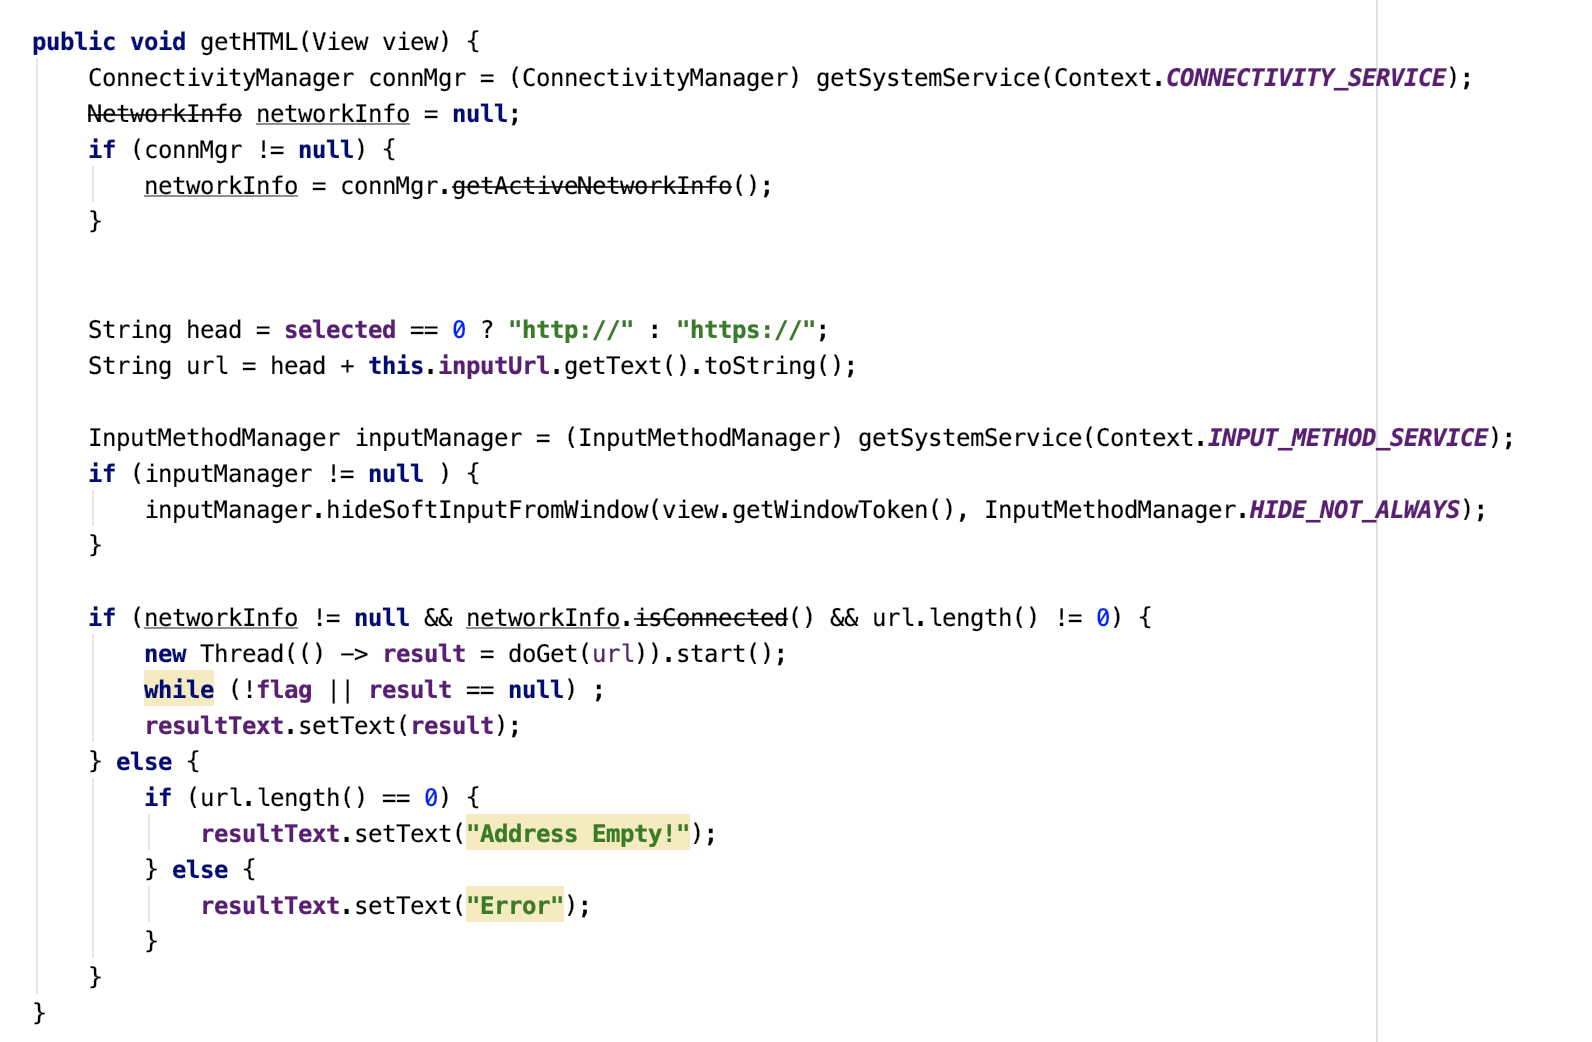 public void getHTML(View view) {
    ConnectivityManager connMgr = (ConnectivityManager) getSystemService(Context.CONNECTIVITY_SERVICE);
    NetworkInfo networkInfo = null;
    if (connMgr != null) {
        networkInfo = connMgr.getActiveNetworkInfo();
    }
    String head = selected == 0 ? "http://" : "https://";
    String url = head + this.inputUrl.getText().toString();
    InputMethodManager inputManager = (InputMethodManager) getSystemService(Context.INPUT_METHOD_SERVICE);
    if (inputManager != null ) {
        inputManager.hideSoftInputFromWindow(view.getWindowToken(), InputMethodManager.HIDE_NOT_ALWAYS);
    }
    if (networkInfo != null && networkInfo.isConnected() && url.length() != 0) {
        new Thread(() -> result = doGet(url)).start();
        while (!flag || result == null) ;
        resultText.setText(result);
    } else {
        if (url.length() == 0) {
            resultText.setText("Address Empty!");
        } else {
            resultText.setText("Error");
        }
    }
}